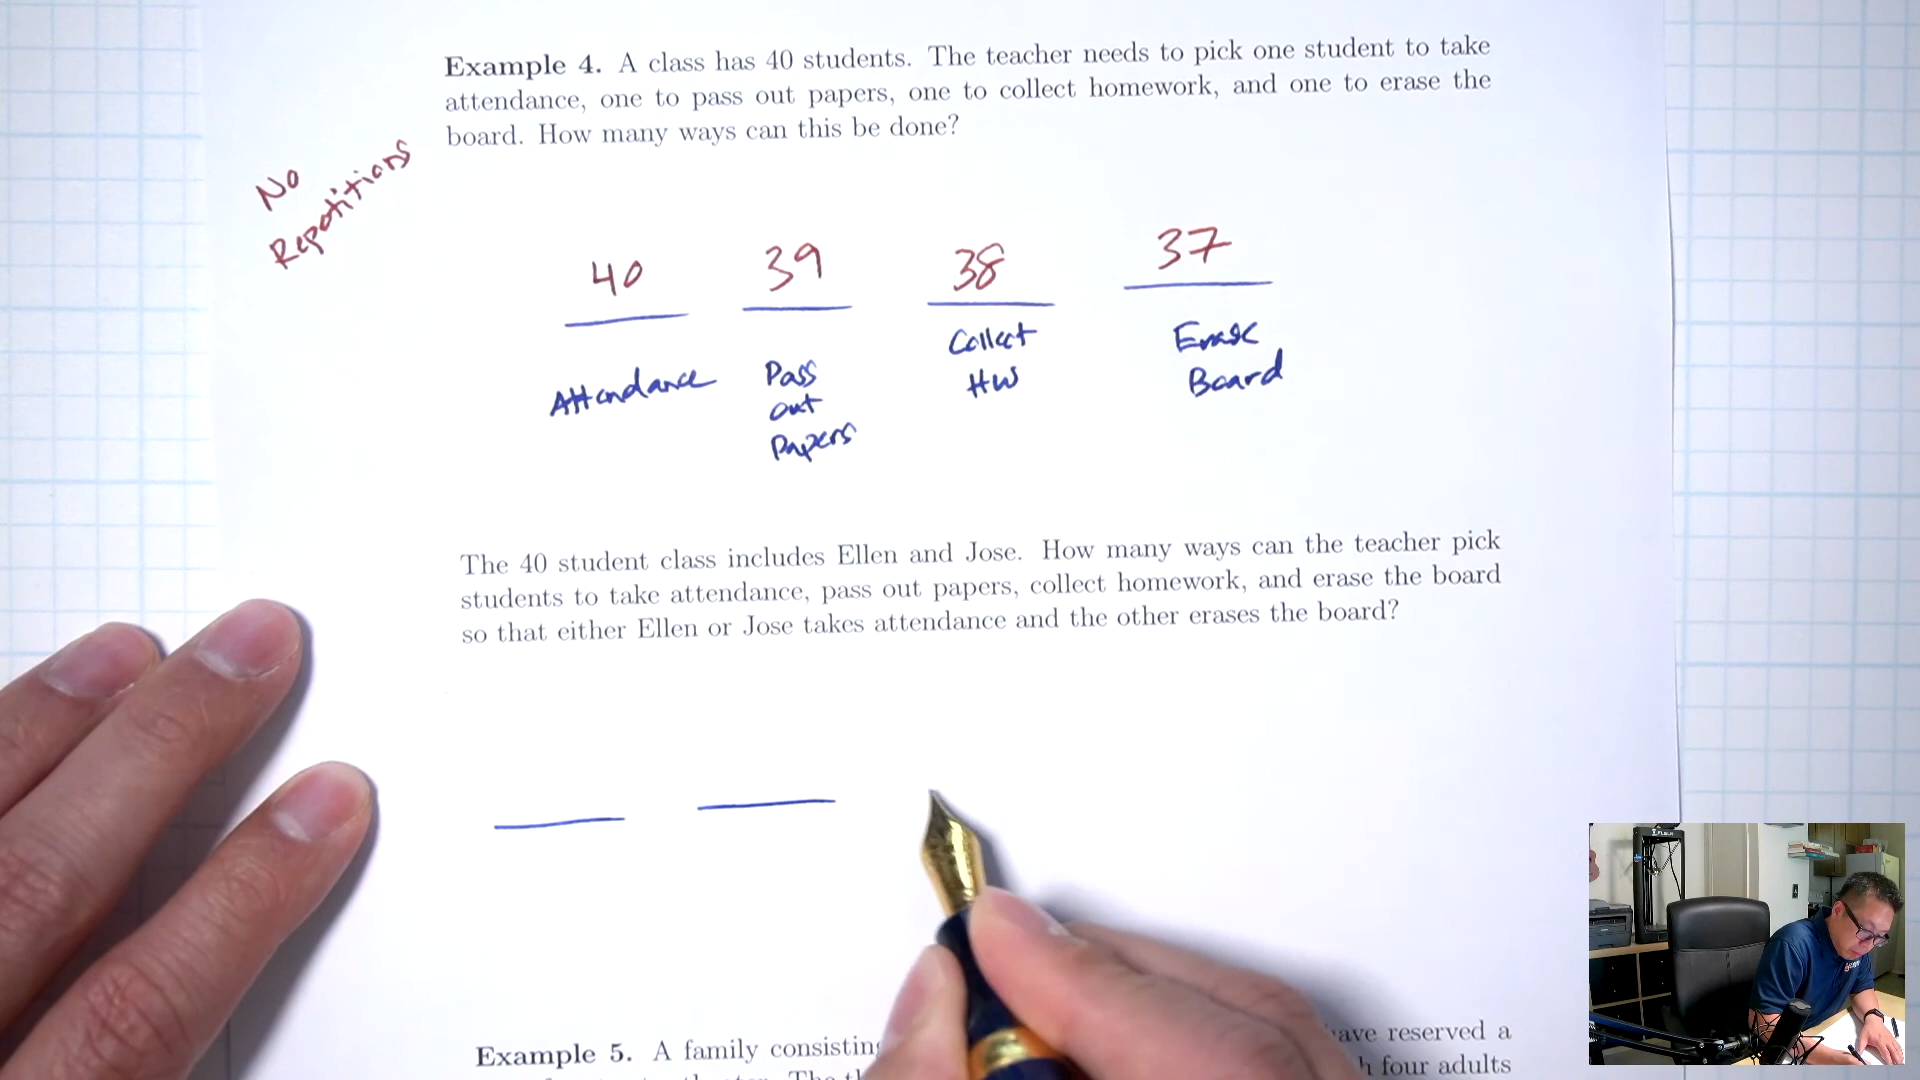 Example 4. A class has 40 students. The teacher needs to pick one student to take
attendance, one to pass out papers, one to collect homework, and one to erase the
board. How many ways can this be done?
No
Repotitions
40 39 38 37
Attendance
Pass
out
Papers
Collect
HW
Erase
Board
The 40 student class includes Ellen and Jose. How many ways can the teacher pick
students to take attendance, pass out papers, collect homework, and erase the board
so that either Ellen or Jose takes attendance and the other erases the board?
Example 5. A family consisting have reserved a
The four adults